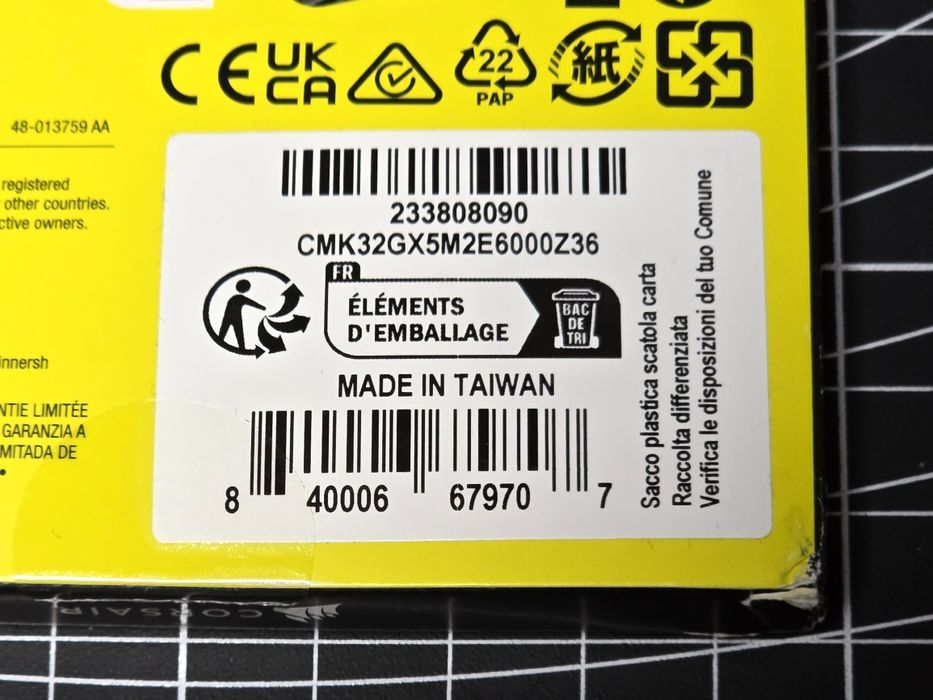 UK
CA
22
PAP
紙
48-013759 AA
registered
other countries.
ctive owners.
innersh
NTIE LIMITÉE
GARANZIA A
MITADA DE
233808090
CMK32GX5M2E6000Z36
FR
ÉLÉMENTS
D'EMBALLAGE
BAC
DE
TRI
MADE IN TAIWAN
8 40006 67970 7
Sacco plastica scatola carta
Raccolta differenziata
Verifica le disposizioni del tuo Comune
CORSAIR